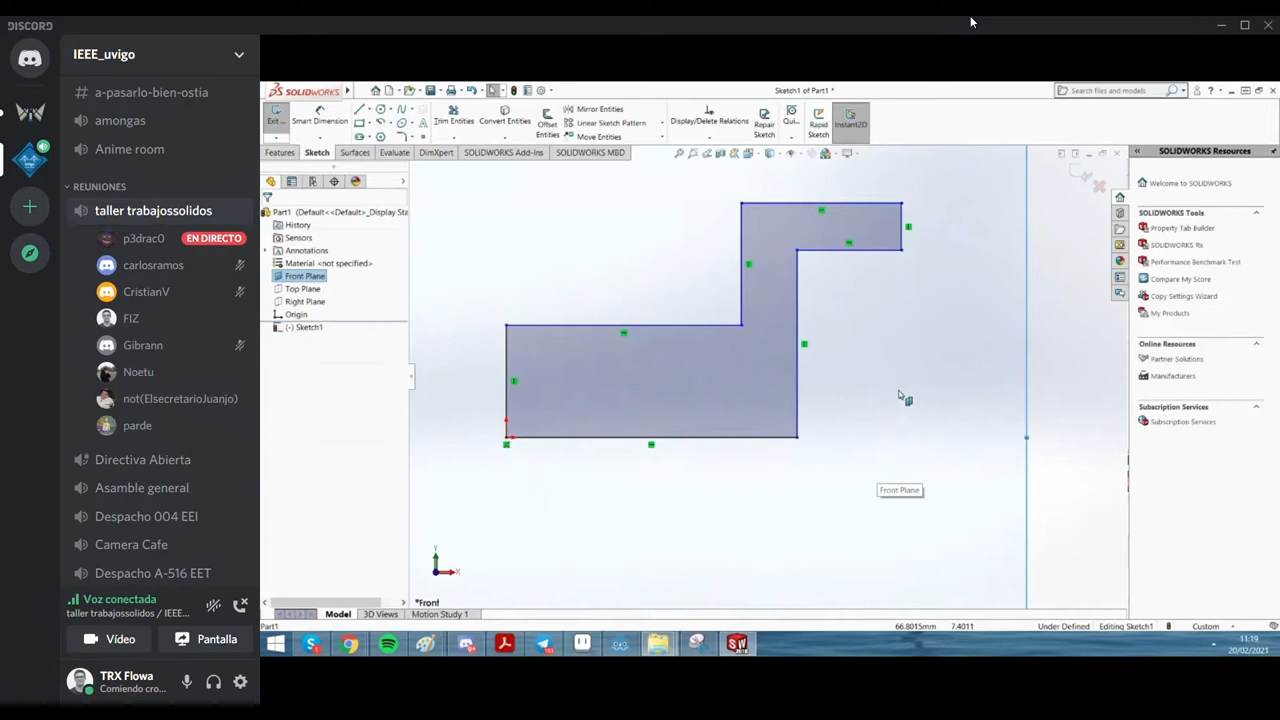 DISCORD
IEEE_uvigo
a-pasarlo-bien-ostia
amongas
Anime room
REUNIONES
taller trabajossolidos
p3drac0 EN DIRECTO
carlosramos
CristianV
FIZ
Gibrann
Noetu
not(ElsecretarioJuanjo)
parde
Directiva Abierta
Asamble general
Despacho 004 EEI
Camera Cafe
Despacho A-516 EET
Voz conectada
taller trabajossolidos / IEEE...
Vídeo Pantalla
TRX Flowa
Comiendo cro...
SOLIDWORKS
Sketch1 of Part1 *
Search files and models
Exit ...
Smart Dimension
Trim Entities
Convert Entities
Offset Entities
Mirror Entities
Linear Sketch Pattern
Move Entities
Display/Delete Relations
Repair Sketch
Qui...
Rapid Sketch
Instant2D
Features Sketch Surfaces Evaluate DimXpert SOLIDWORKS Add-Ins SOLIDWORKS MBD
Part1 (Default<<Default>_Display Sta
History
Sensors
Annotations
Material <not specified>
Front Plane
Top Plane
Right Plane
Origin
(-) Sketch1
Front Plane
Y
X
*Front
SOLIDWORKS Resources
Welcome to SOLIDWORKS
SOLIDWORKS Tools
Property Tab Builder
SOLIDWORKS Rx
Performance Benchmark Test
Compare My Score
Copy Settings Wizard
My Products
Online Resources
Partner Solutions
Manufacturers
Subscription Services
Subscription Services
Model 3D Views Motion Study 1
Part1
66.8015mm 7.4011 Under Defined Editing Sketch1 Custom
11:19
20/02/2021